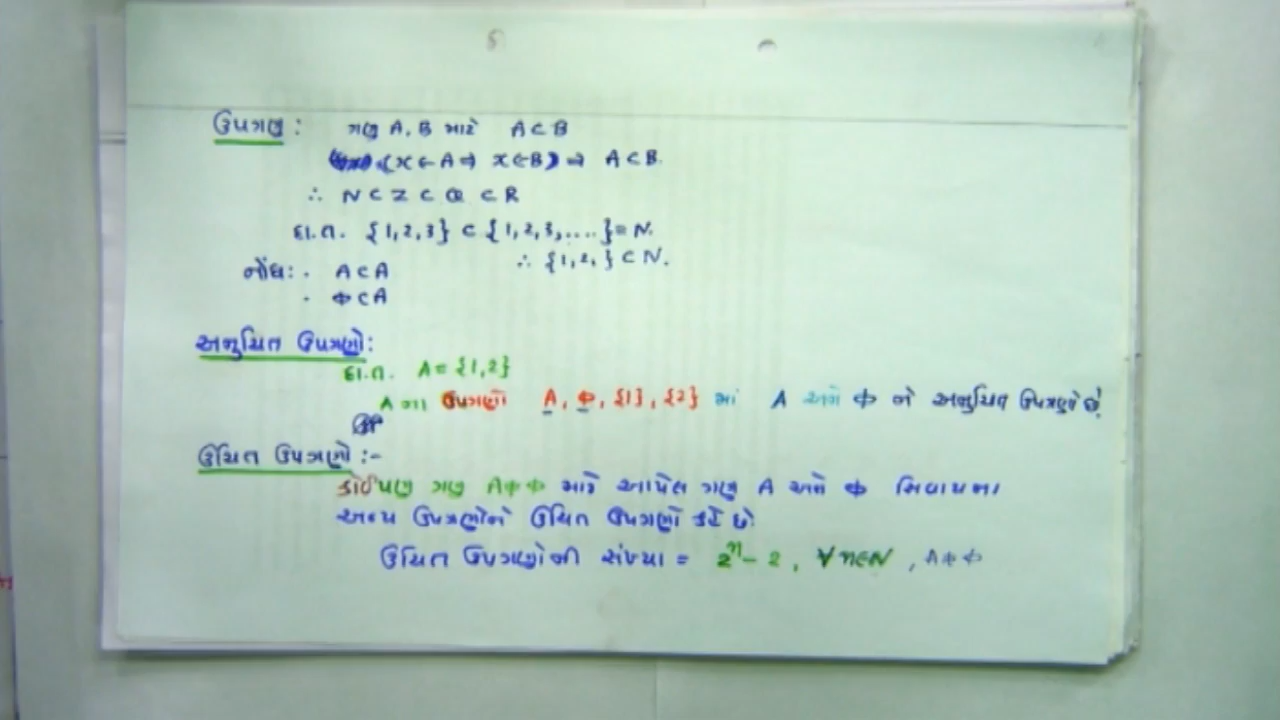 ઉપગણ : ગણ A, B માટે A ⊂ B
(x ∈ A ⇒ x ∈ B) ⇒ A ⊂ B.
∴ N ⊂ Z ⊂ Q ⊂ R
દા.ત. {1,2,3} ⊂ {1,2,3,....} = N.
∴ {1,2,} ⊂ N.
નોંધ: · A ⊂ A
· Φ ⊂ A
અનુચિત ઉપગણો:
દા.ત. A = {1,2}
A ના ઉપગણો A, Φ, {1}, {2} માં A અને Φ ને અનુચિત ઉપગણો છે.
ઉચિત ઉપગણો :-
કોઈપણ ગણ A ≠ Φ માટે આપેલ ગણ A અને Φ સિવાયના
અન્ય ઉપગણોને ઉચિત ઉપગણો કહે છે.
ઉચિત ઉપગણોની સંખ્યા = 2ⁿ - 2, ∀ n∈N , A ≠ Φ